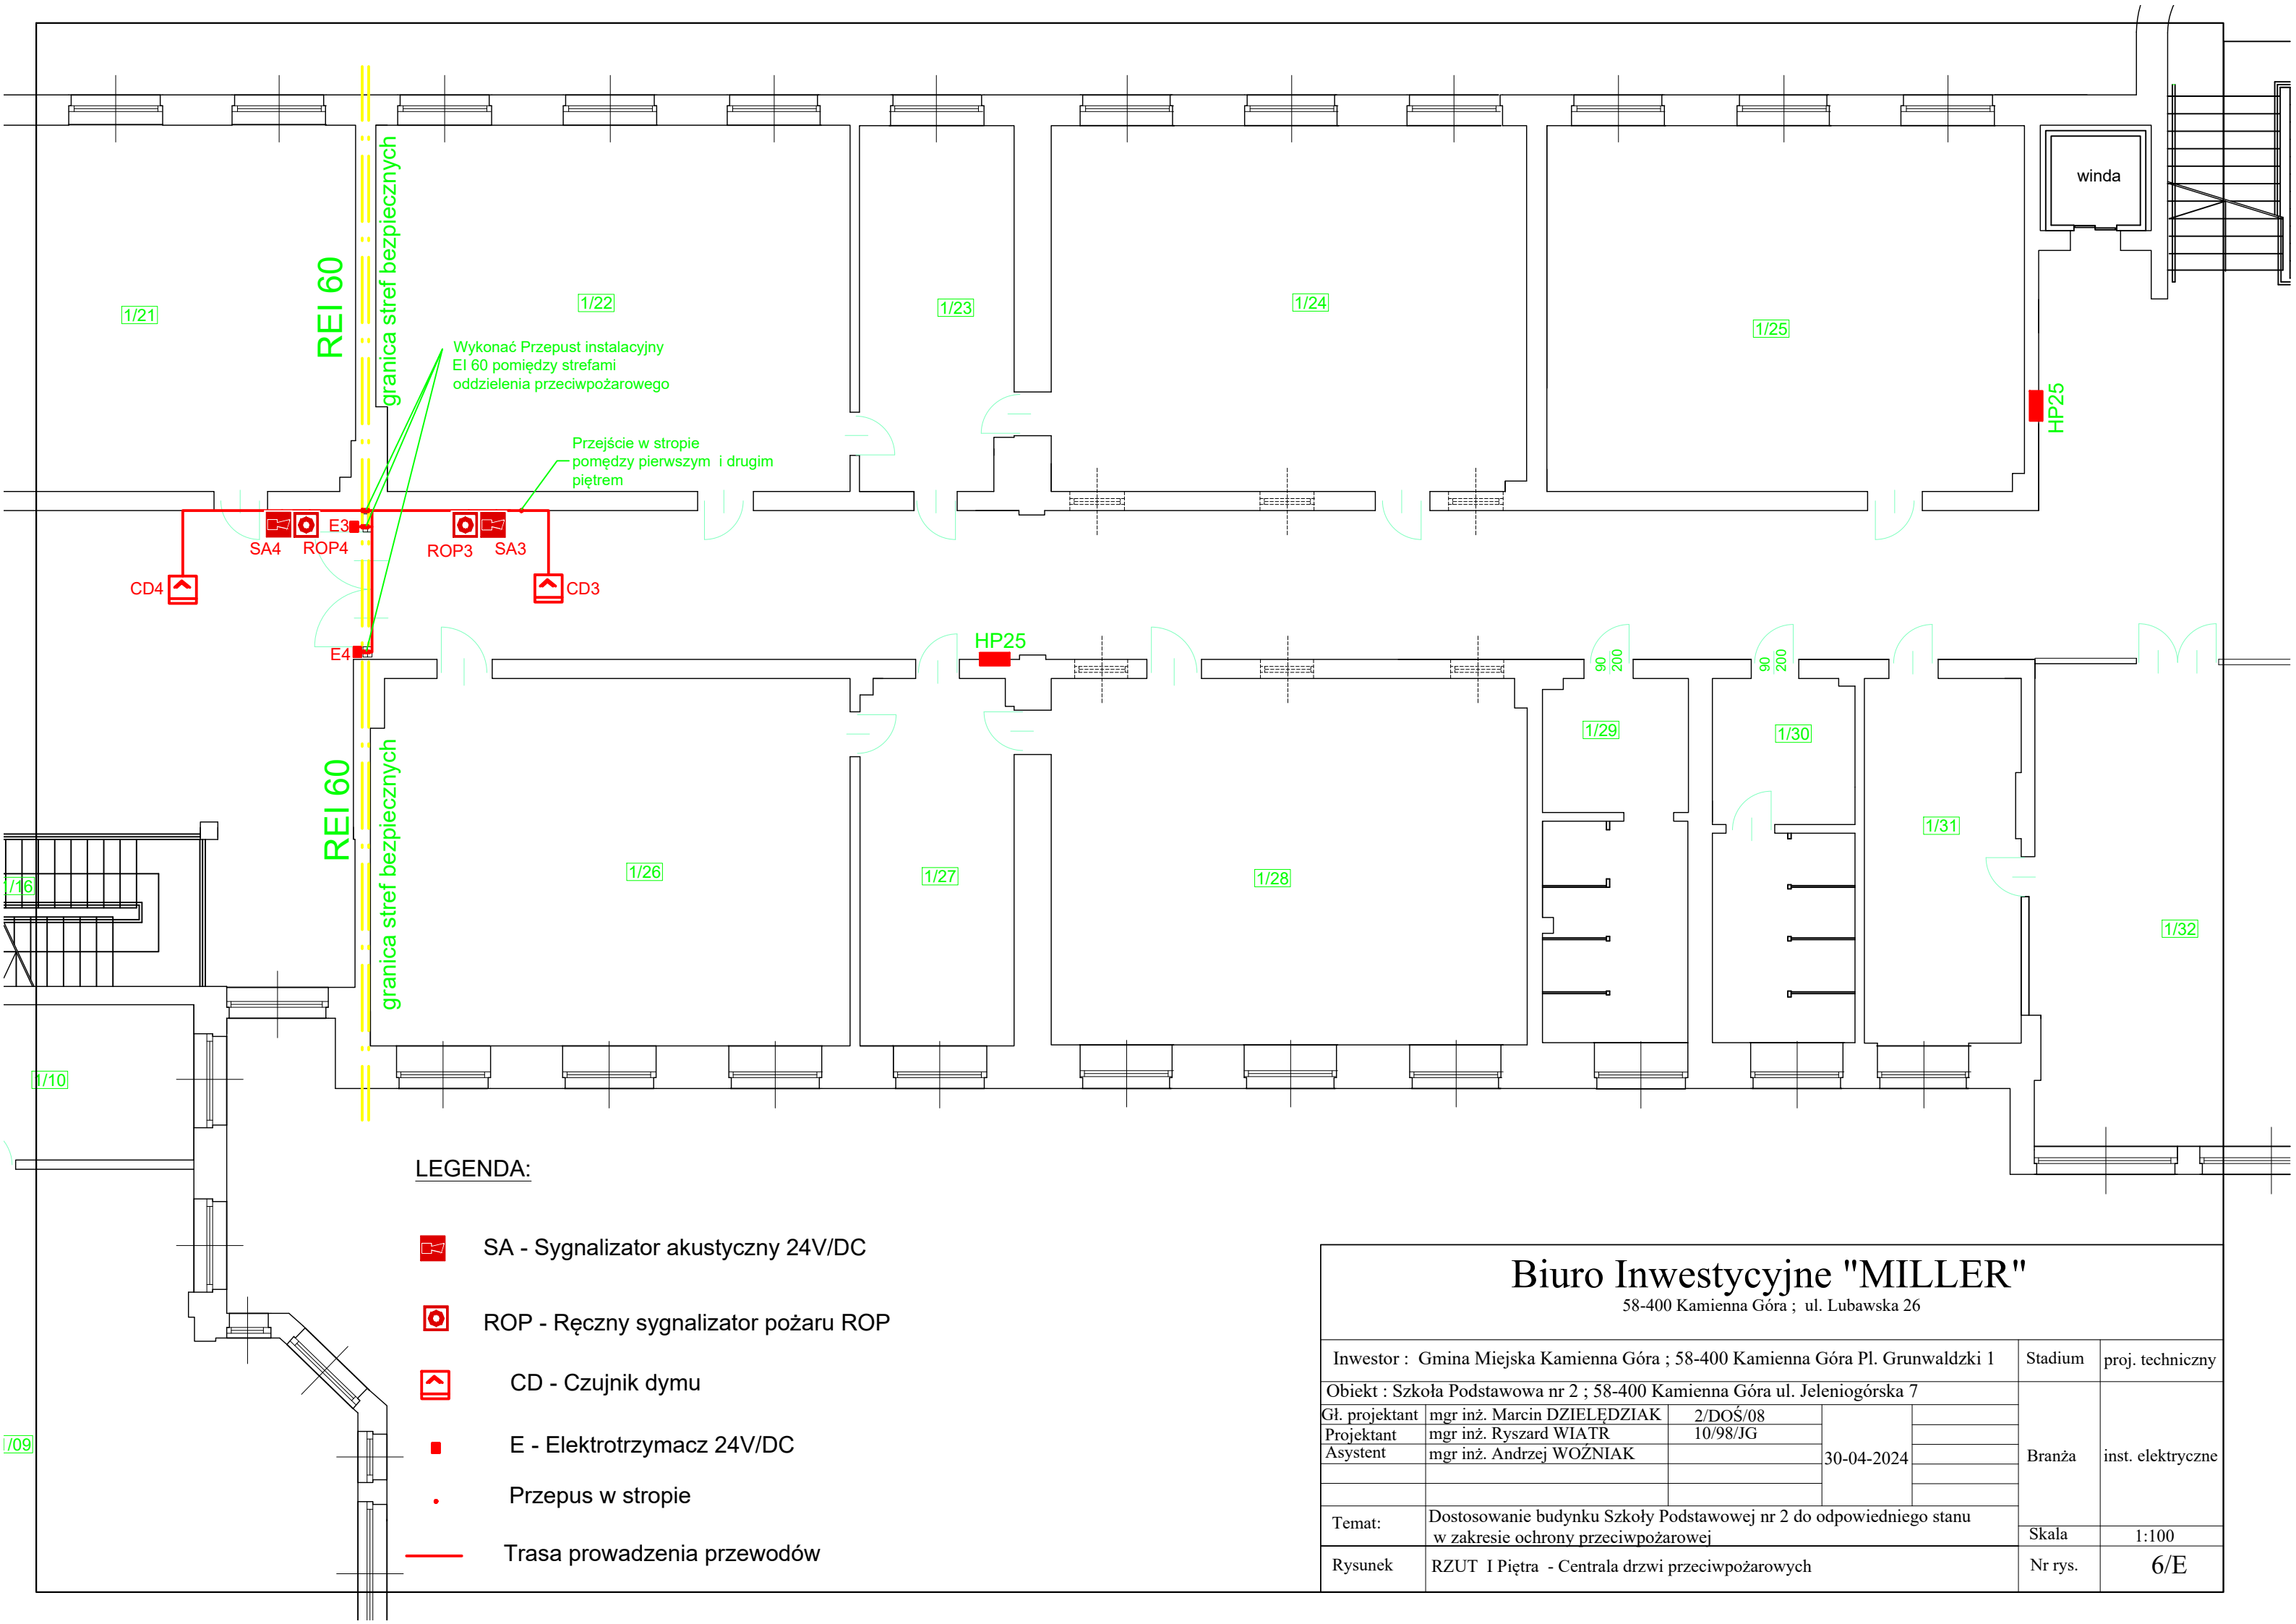 winda
REI 60
granica stref bezpiecznych
1/21
1/22
1/23
1/24
1/25
Wykonać Przepust instalacyjny
EI 60 pomiędzy strefami
oddzielenia przeciwpożarowego
HP25
Przejście w stropie
pomędzy pierwszym i drugim
piętrem
E3
SA4
ROP4
ROP3
SA3
CD4
CD3
E4
HP25
90
200
90
200
REI 60
granica stref bezpiecznych
1/29
1/30
1/31
1/26
1/27
1/28
1/16
1/32
1/10
/09
LEGENDA:
SA - Sygnalizator akustyczny 24V/DC
ROP - Ręczny sygnalizator pożaru ROP
CD - Czujnik dymu
E - Elektrotrzymacz 24V/DC
Przepus w stropie
Trasa prowadzenia przewodów
Biuro Inwestycyjne "MILLER"
58-400 Kamienna Góra ; ul. Lubawska 26
Inwestor : Gmina Miejska Kamienna Góra ; 58-400 Kamienna Góra Pl. Grunwaldzki 1
Stadium
proj. techniczny
Obiekt : Szkoła Podstawowa nr 2 ; 58-400 Kamienna Góra ul. Jeleniogórska 7
Gł. projektant mgr inż. Marcin DZIELĘDZIAK 2/DOŚ/08
Projektant mgr inż. Ryszard WIATR 10/98/JG
Asystent mgr inż. Andrzej WOŹNIAK
30-04-2024
Branża
inst. elektryczne
Temat: Dostosowanie budynku Szkoły Podstawowej nr 2 do odpowiedniego stanu
w zakresie ochrony przeciwpożarowej
Skala 1:100
Rysunek RZUT I Piętra - Centrala drzwi przeciwpożarowych
Nr rys. 6/E